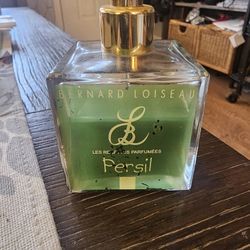 BERNARD LOISEAU
LES RECETTES PARFUMÉES
Persil